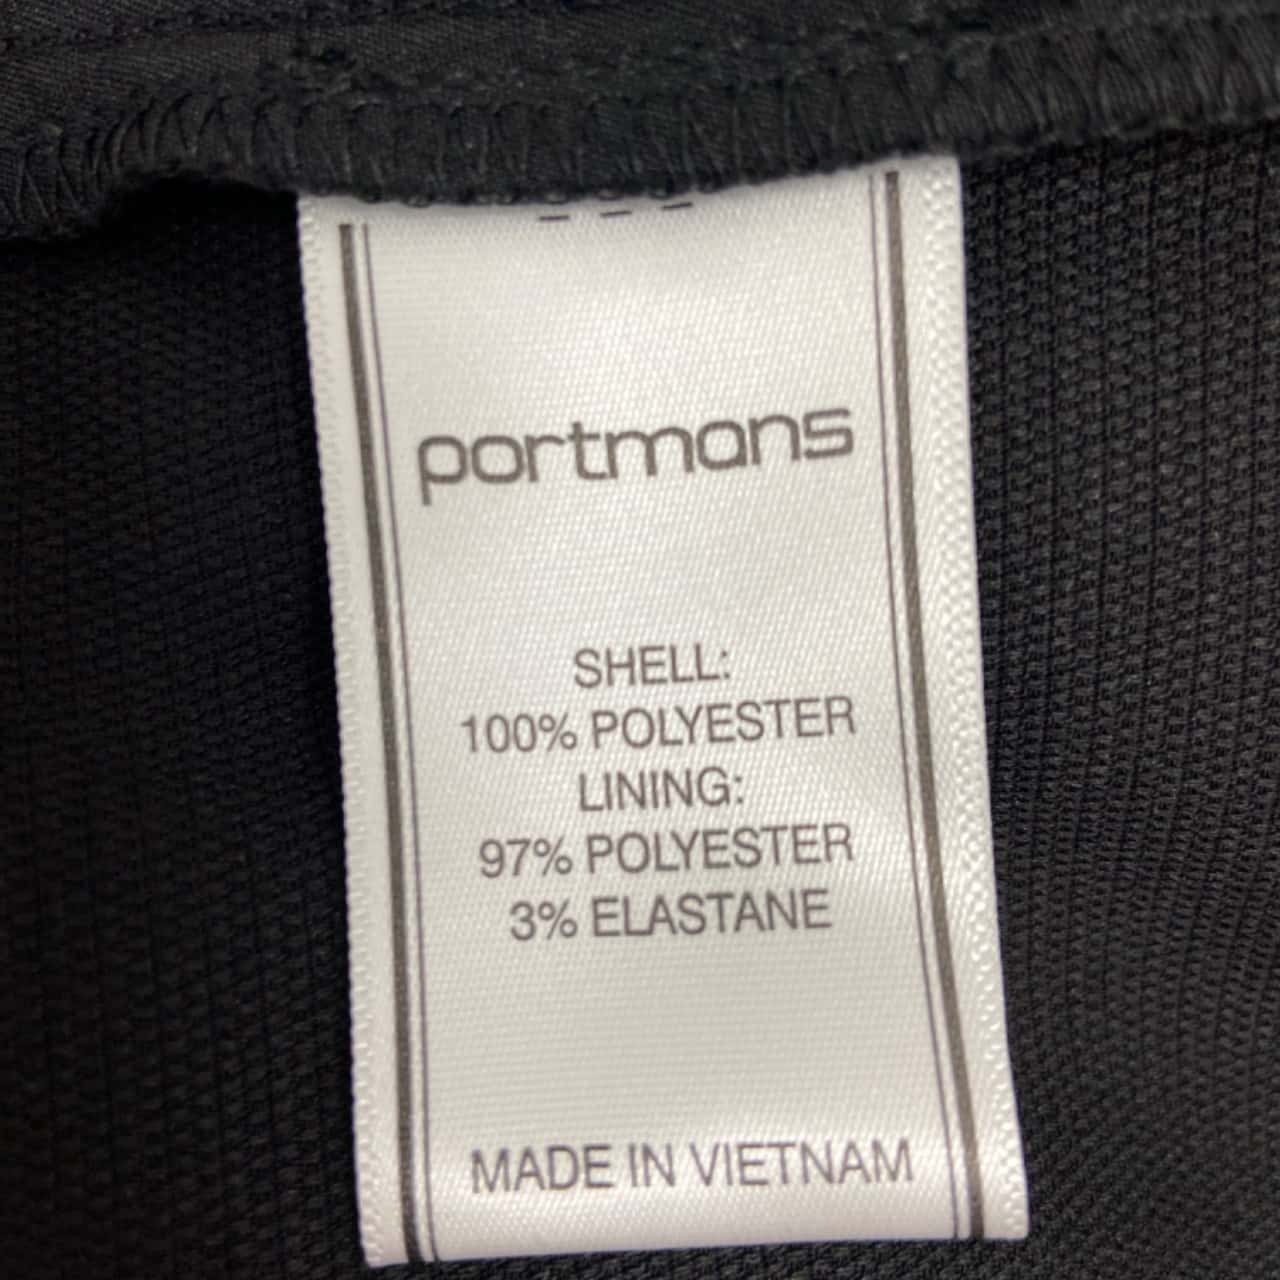 portmans
SHELL:
100% POLYESTER
LINING:
97% POLYESTER
3% ELASTANE
MADE IN VIETNAM